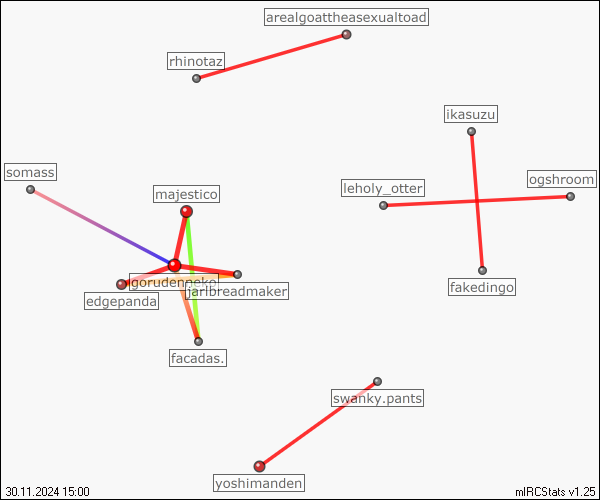 arealgoattheasexualtoad
rhinotaz
ikasuzu
somass
majestico
leholy_otter
ogshroom
gorudenneko
jaribreadmaker
edgepanda
fakedingo
facadas.
swanky.pants
yoshimanden
30.11.2024 15:00
mIRCStats v1.25